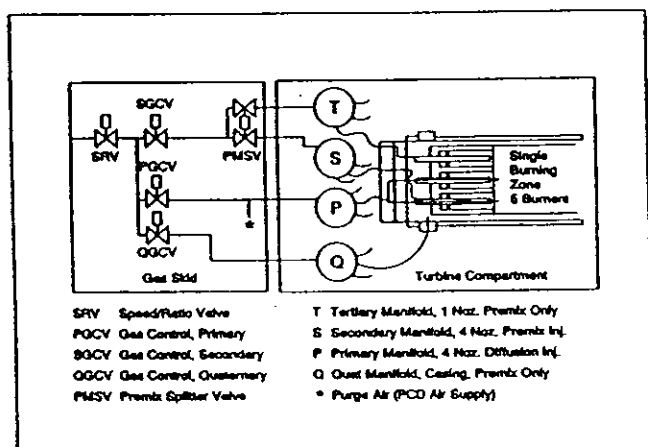 SGCV
SRV
PMSV
PGCV
QGCV
Gas Skid
T
S
P
Q
Single
Burning
Zone
5 Burners
Turbine Compartment
*
SRV Speed/Ratio Valve
PGCV Gas Control, Primary
SGCV Gas Control, Secondary
QGCV Gas Control, Quaternary
PMSV Premix Splitter Valve
T Tertiary Manifold, 1 Noz. Premix Only
S Secondary Manifold, 4 Noz. Premix Inj.
P Primary Manifold, 4 Noz. Diffusion Inj.
Q Quat Manifold, Casing, Premix Only
* Purge Air (PCD Air Supply)